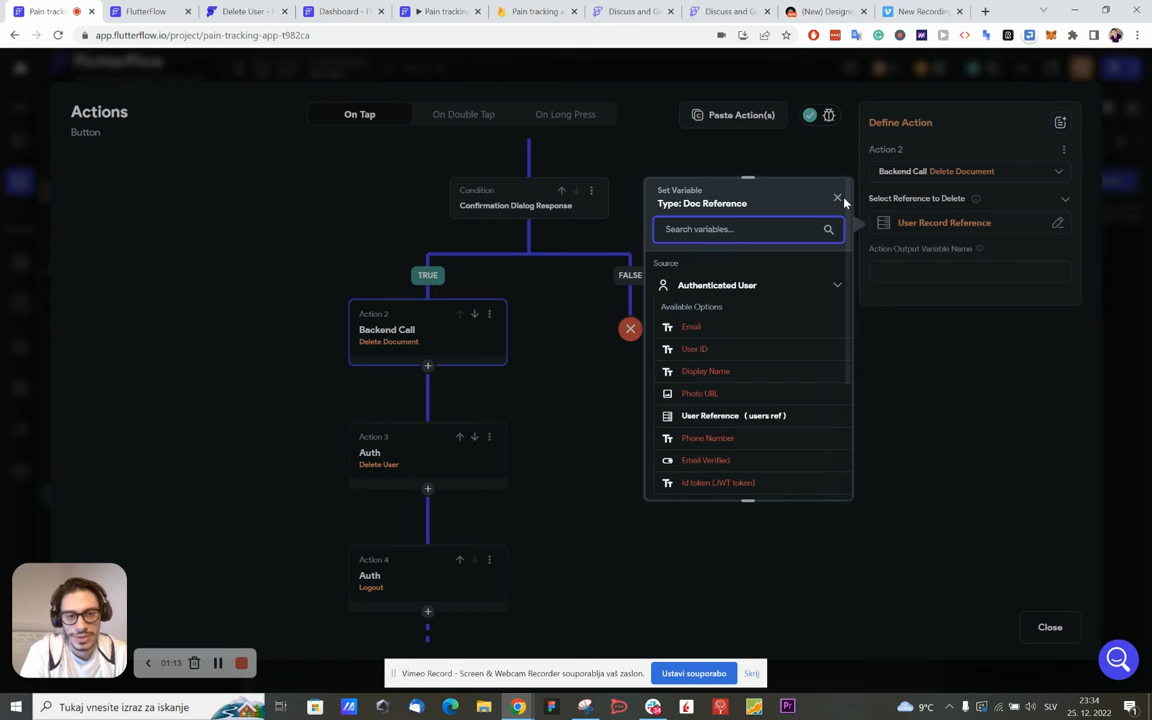 Pain tracki
FlutterFlow
Delete User - F
Dashboard - Fl
Pain tracking
Pain tracking a
Discuss and Ge
Discuss and Ge
(New) Designe
New Recordin
app.flutterflow.io/project/pain-tracking-app-t982ca
Actions
Button
On Tap
On Double Tap
On Long Press
Paste Action(s)
Define Action
Action 2
Backend Call Delete Document
Select Reference to Delete
User Record Reference
Action Output Variable Name
Condition
Confirmation Dialog Response
TRUE
FALSE
Action 2
Backend Call
Delete Document
Action 3
Auth
Delete User
Action 4
Auth
Logout
Set Variable
Type: Doc Reference
Search variables...
Source
Authenticated User
Available Options
Email
User ID
Display Name
Photo URL
User Reference ( users ref )
Phone Number
Email Verified
Id token (JWT token)
Close
01:13
Vimeo Record - Screen & Webcam Recorder souporablja vaš zaslon.
Ustavi souporabo
Skrij
Tukaj vnesite izraz za iskanje
9°C
SLV
23:34
25. 12. 2022